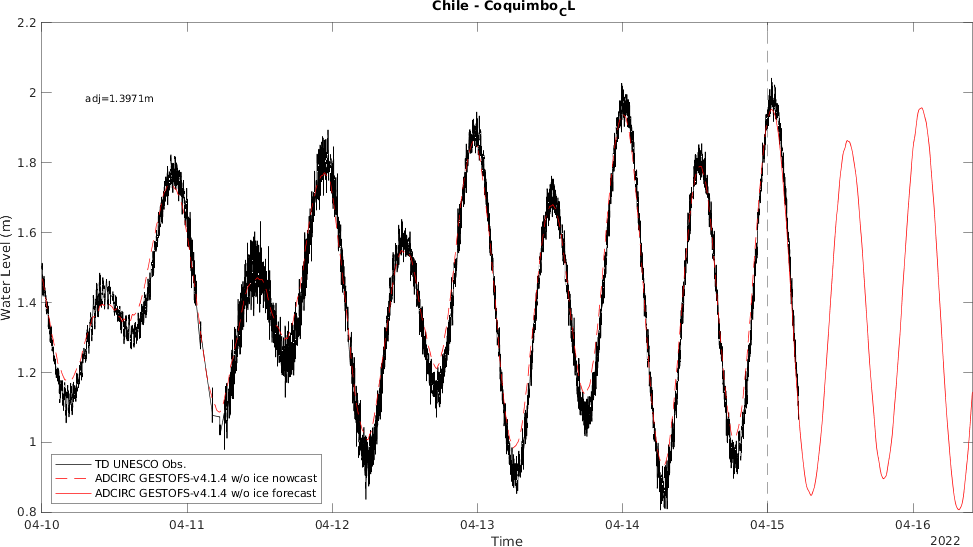 Chile - Coquimbo_CL
2.2
2
1.8
1.6
1.4
1.2
1
0.8
Water Level (m)
adj=1.3971m
TD UNESCO Obs.
ADCIRC GESTOFS-v4.1.4 w/o ice nowcast
ADCIRC GESTOFS-v4.1.4 w/o ice forecast
04-10 04-11 04-12 04-13 04-14 04-15 04-16
Time
2022